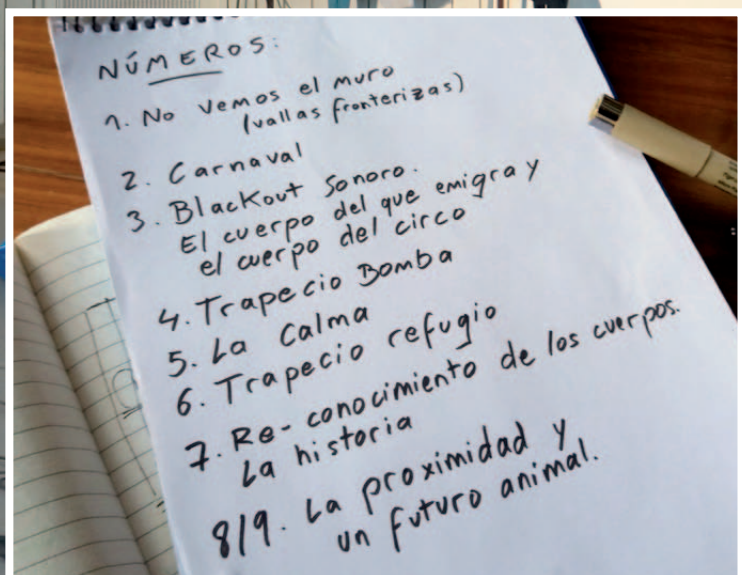 NÚMEROS:
1. No vemos el muro
(vallas fronterizas)
2. Carnaval
3. Blackout Sonoro.
El cuerpo del que emigra y
el cuerpo del circo
4. Trapecio Bomba
5. La Calma
6. Trapecio refugio
7. Re-conocimiento de los cuerpos.
La historia
8/9. La proximidad y
un futuro animal.